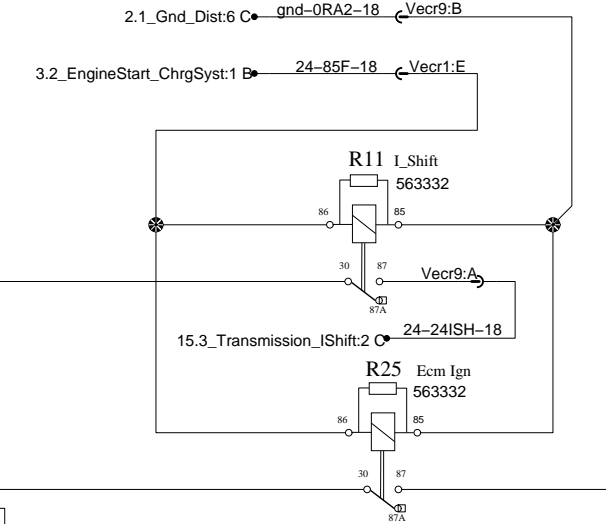 2.1_Gnd_Dist:6 C gnd-0RA2-18 Vecr9:B
3.2_EngineStart_ChrgSyst:1 B 24-85F-18 Vecr1:E
R11 I_Shift
563332
86 85
30 87 Vecr9:A
87A
15.3_Transmission_IShift:2 C 24-24ISH-18
R25 Ecm Ign
563332
86 85
30 87
87A